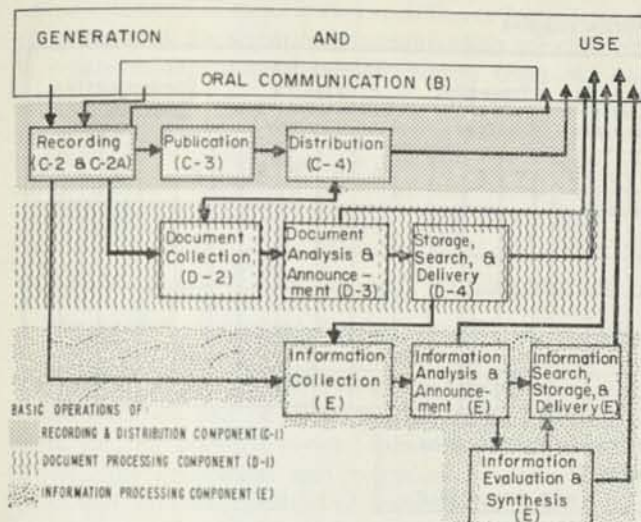 GENERATION AND USE
ORAL COMMUNICATION (B)
Recording
(C-2 & C-2A)
Publication
(C-3)
Distribution
(C-4)
Document
Collection
(D-2)
Document
Analysis &
Announce-
ment (D-3)
Storage,
Search, &
Delivery
(D-4)
Information
Collection
(E)
Information
Analysis &
Announce-
ment (E)
Information
Search,
Storage, &
Delivery (E)
Information
Evaluation &
Synthesis
(E)
BASIC OPERATIONS OF:
RECORDING & DISTRIBUTION COMPONENT (C-1)
DOCUMENT PROCESSING COMPONENT (D-1)
INFORMATION PROCESSING COMPONENT (E)